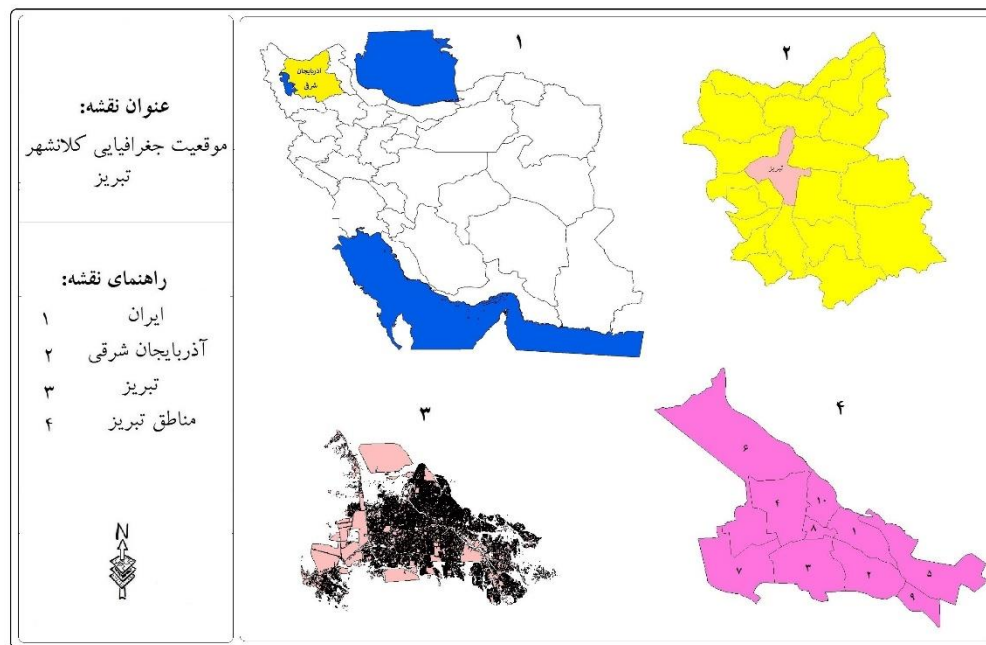 عنوان نقشه:
موقعیت جغرافیایی کلانشهر
تبریز
راهنمای نقشه:
ایران ۱
آذربایجان شرقی ۲
تبریز ۳
مناطق تبریز ۴
N
۱
آذربایجان
شرقی
۲
تبریز
۳
۴
۶
۴
۱۰
۸
۱
۷
۳
۲
۵
۹